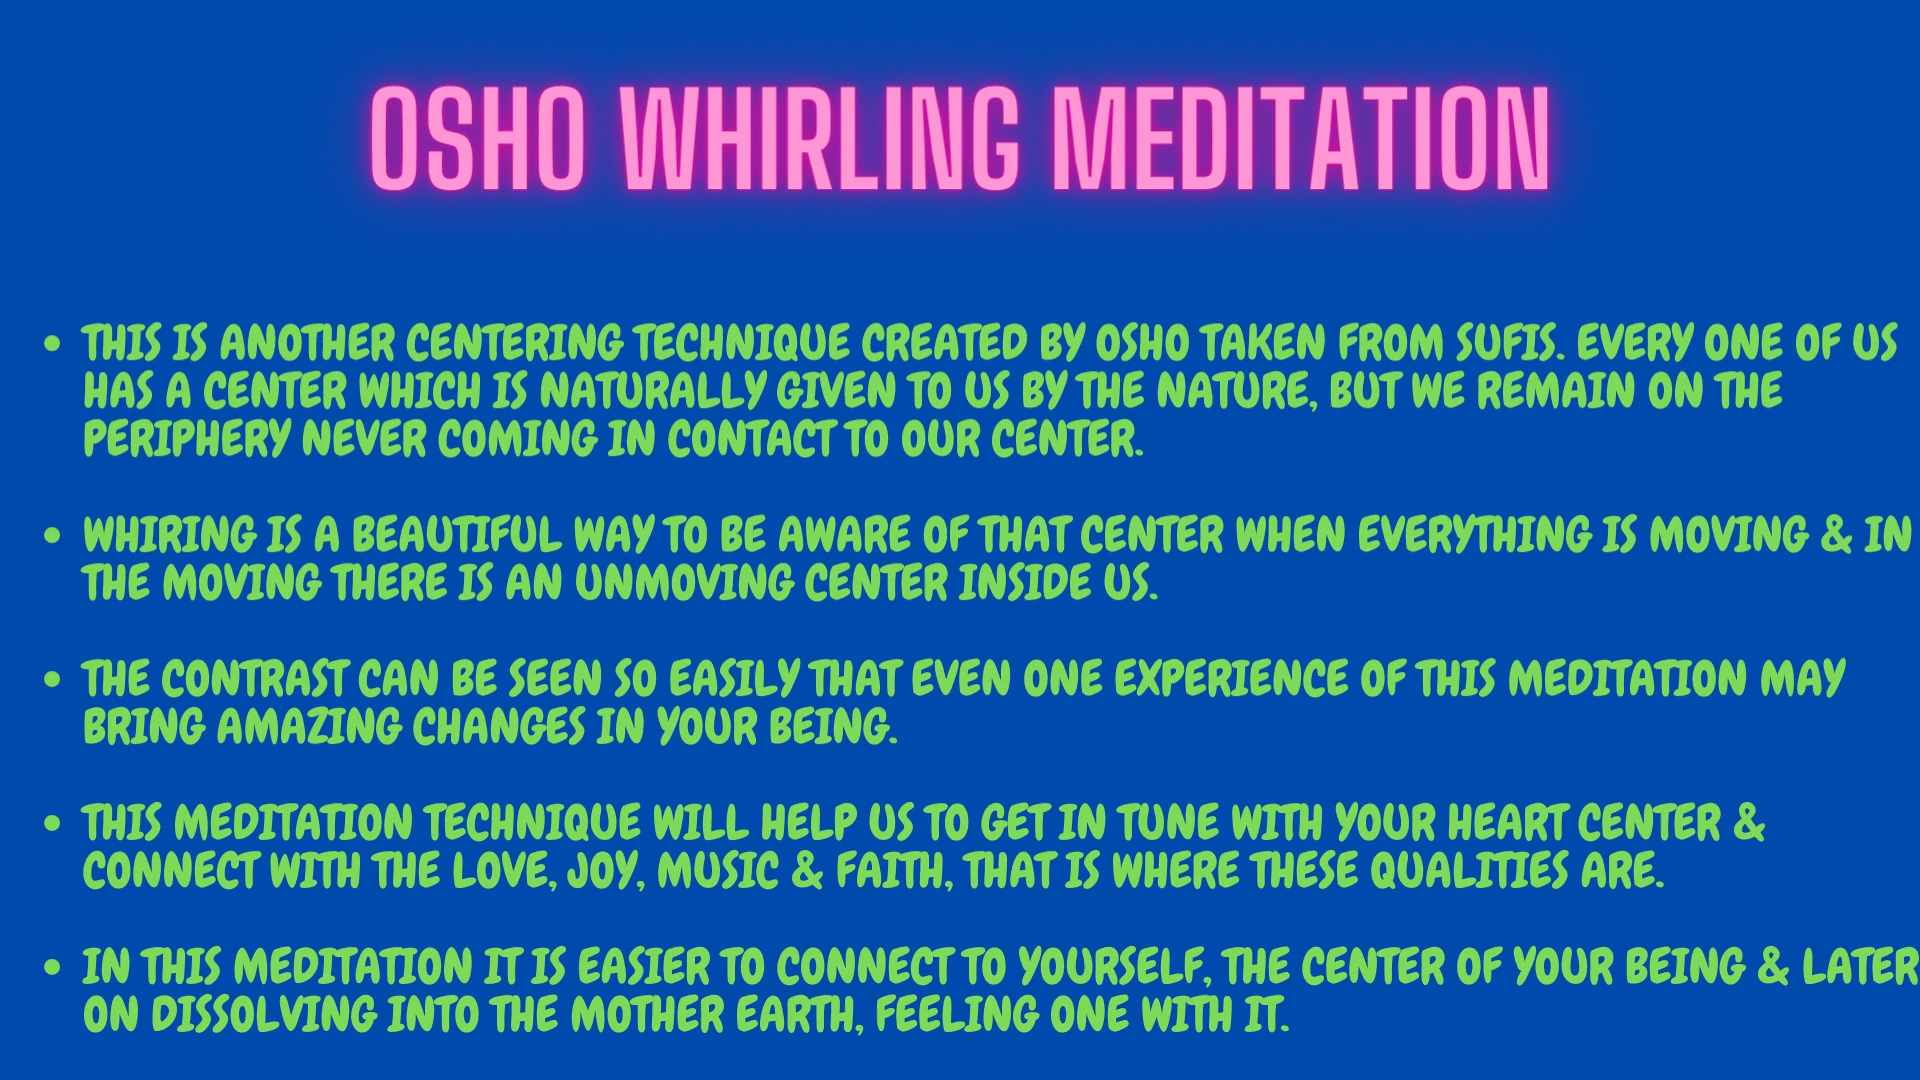 OSHO WHIRLING MEDITATION
• THIS IS ANOTHER CENTERING TECHNIQUE CREATED BY OSHO TAKEN FROM SUFIS. EVERY ONE OF US
HAS A CENTER WHICH IS NATURALLY GIVEN TO US BY THE NATURE, BUT WE REMAIN ON THE
PERIPHERY NEVER COMING IN CONTACT TO OUR CENTER.
• WHIRING IS A BEAUTIFUL WAY TO BE AWARE OF THAT CENTER WHEN EVERYTHING IS MOVING & IN
THE MOVING THERE IS AN UNMOVING CENTER INSIDE US.
• THE CONTRAST CAN BE SEEN SO EASILY THAT EVEN ONE EXPERIENCE OF THIS MEDITATION MAY
BRING AMAZING CHANGES IN YOUR BEING.
• THIS MEDITATION TECHNIQUE WILL HELP US TO GET IN TUNE WITH YOUR HEART CENTER &
CONNECT WITH THE LOVE, JOY, MUSIC & FAITH, THAT IS WHERE THESE QUALITIES ARE.
• IN THIS MEDITATION IT IS EASIER TO CONNECT TO YOURSELF, THE CENTER OF YOUR BEING & LATER
ON DISSOLVING INTO THE MOTHER EARTH, FEELING ONE WITH IT.